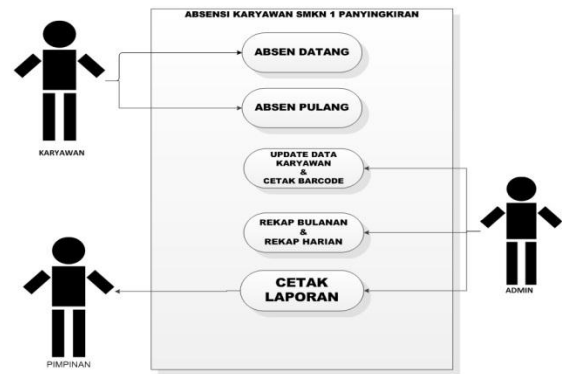 ABSENSI KARYAWAN SMKN 1 PANYINGKIRAN
ABSEN DATANG
ABSEN PULANG
KARYAWAN
UPDATE DATA
KARYAWAN
&
CETAK BARCODE
REKAP BULANAN
&
REKAP HARIAN
ADMIN
CETAK
LAPORAN
PIMPINAN